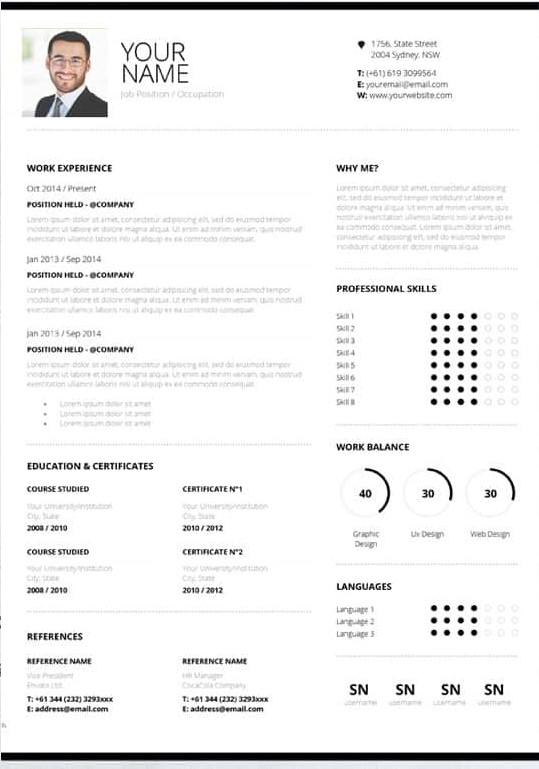 YOUR
NAME
Job Position / Occupation
1756, State Street
2004 Sydney, NSW
T: (+61) 619 3099564
E: youremail@email.com
W: www.yourwebsite.com
WORK EXPERIENCE
Oct 2014 / Present
POSITION HELD - @COMPANY
Lorem ipsum dolor sit amet, consectetur adipiscing elit, sed do eiusmod tempor
incididunt ut labore et dolore magna aliqua. Ut enim ad minim veniam, quis nostrud
exercitation ullamco laboris nisi ut aliquip ex ea commodo consequat.
Jan 2013 / Sep 2014
POSITION HELD - @COMPANY
Lorem ipsum dolor sit amet, consectetur adipiscing elit, sed do eiusmod tempor
incididunt ut labore et dolore magna aliqua. Ut enim ad minim veniam, quis nostrud
exercitation ullamco laboris nisi ut aliquip ex ea commodo consequat.
Jan 2013 / Sep 2014
POSITION HELD - @COMPANY
Lorem ipsum dolor sit amet, consectetur adipiscing elit, sed do eiusmod tempor
incididunt ut labore et dolore magna aliqua. Ut enim ad minim veniam, quis nostrud
exercitation ullamco laboris nisi ut aliquip ex ea commodo consequat.
• Lorem ipsum dolor sit amet
• Lorem ipsum dolor sit amet
• Lorem ipsum dolor sit amet
EDUCATION & CERTIFICATES
COURSE STUDIED
Your University/Institution
City, State
2008 / 2010
CERTIFICATE N°1
Your University/Institution
City, State
2010 / 2012
COURSE STUDIED
Your University/Institution
City, State
2008 / 2010
CERTIFICATE N°2
Your University/Institution
City, State
2010 / 2012
REFERENCES
REFERENCE NAME
Vice President
Envato Ltd.
T: +61 344 (232) 3293xxx
E: address@email.com
REFERENCE NAME
HR Manager
CocaCola Company
T: +61 344 (232) 3293xxx
E: address@email.com
WHY ME?
Lorem ipsum dolor sit amet, consectetur adipiscing
elit, sed do eiusmod tempor incididunt ut labore et
dolore magna aliqua. Ut enim ad minim veniam, quis
nostrud exercitation ullamco laboris nisi ut aliquip ex
ea commodo consequat. Lorem ipsum dolor sit amet,
consectetur adipiscing elit, sed do eiusmod tempor
incididunt
PROFESSIONAL SKILLS
Skill 1
Skill 2
Skill 3
Skill 4
Skill 5
Skill 6
Skill 7
Skill 8
WORK BALANCE
40 30 30
Graphic
Design
Ux Design
Web Design
LANGUAGES
Language 1
Language 2
Language 3
SN SN SN SN
username username username username